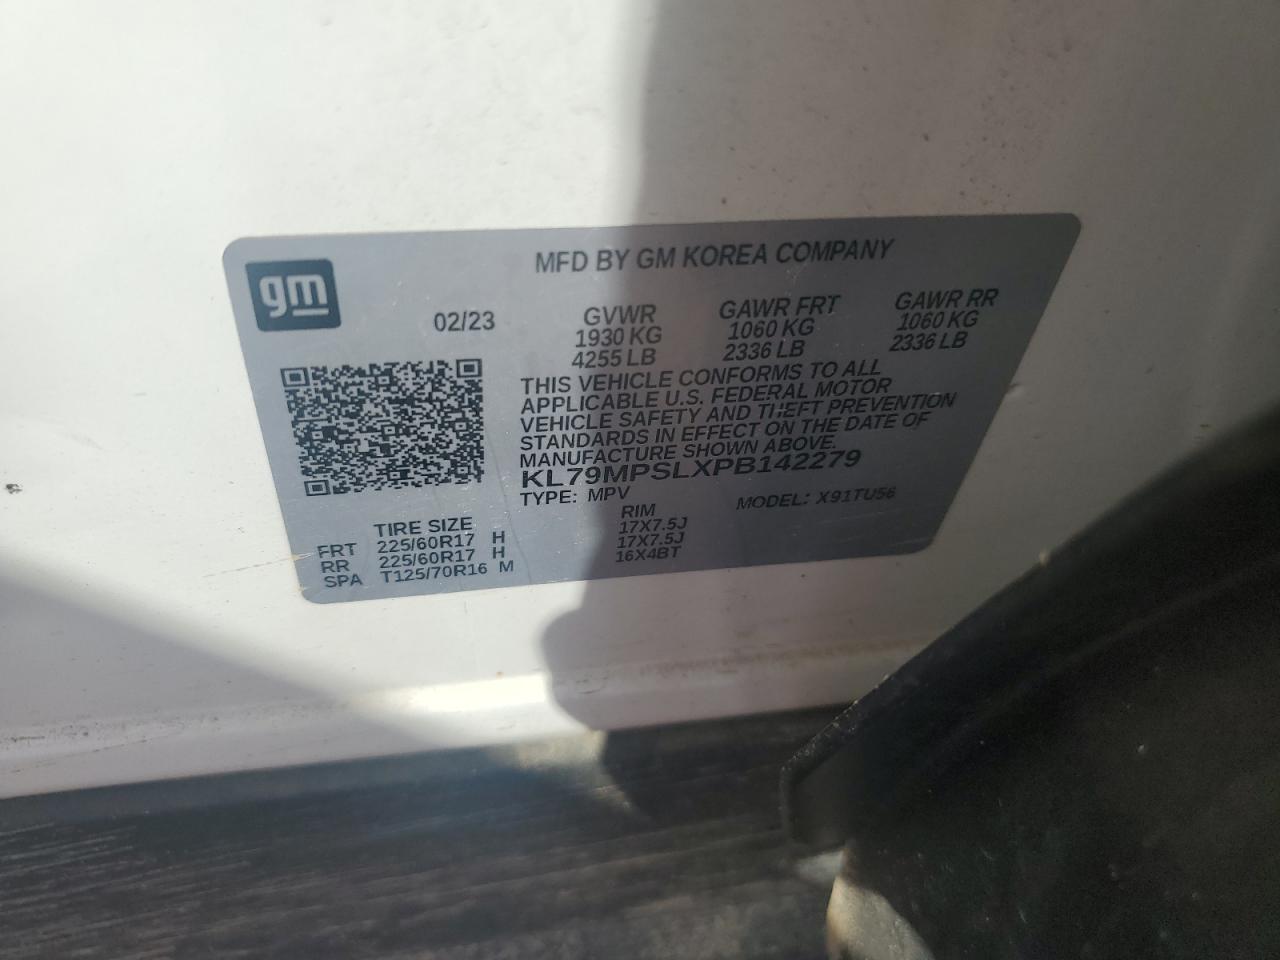 gm
MFD BY GM KOREA COMPANY
02/23
GVWR GAWR FRT GAWR RR
1930 KG 1060 KG 1060 KG
4255 LB 2336 LB 2336 LB
THIS VEHICLE CONFORMS TO ALL
APPLICABLE U.S. FEDERAL MOTOR
VEHICLE SAFETY AND THEFT PREVENTION
STANDARDS IN EFFECT ON THE DATE OF
MANUFACTURE SHOWN ABOVE.
KL79MPSLXPB142279
TYPE: MPV MODEL: X91TU56
TIRE SIZE RIM
FRT 225/60R17 H 17X7.5J
RR 225/60R17 H 17X7.5J
SPA T125/70R16 M 16X4BT